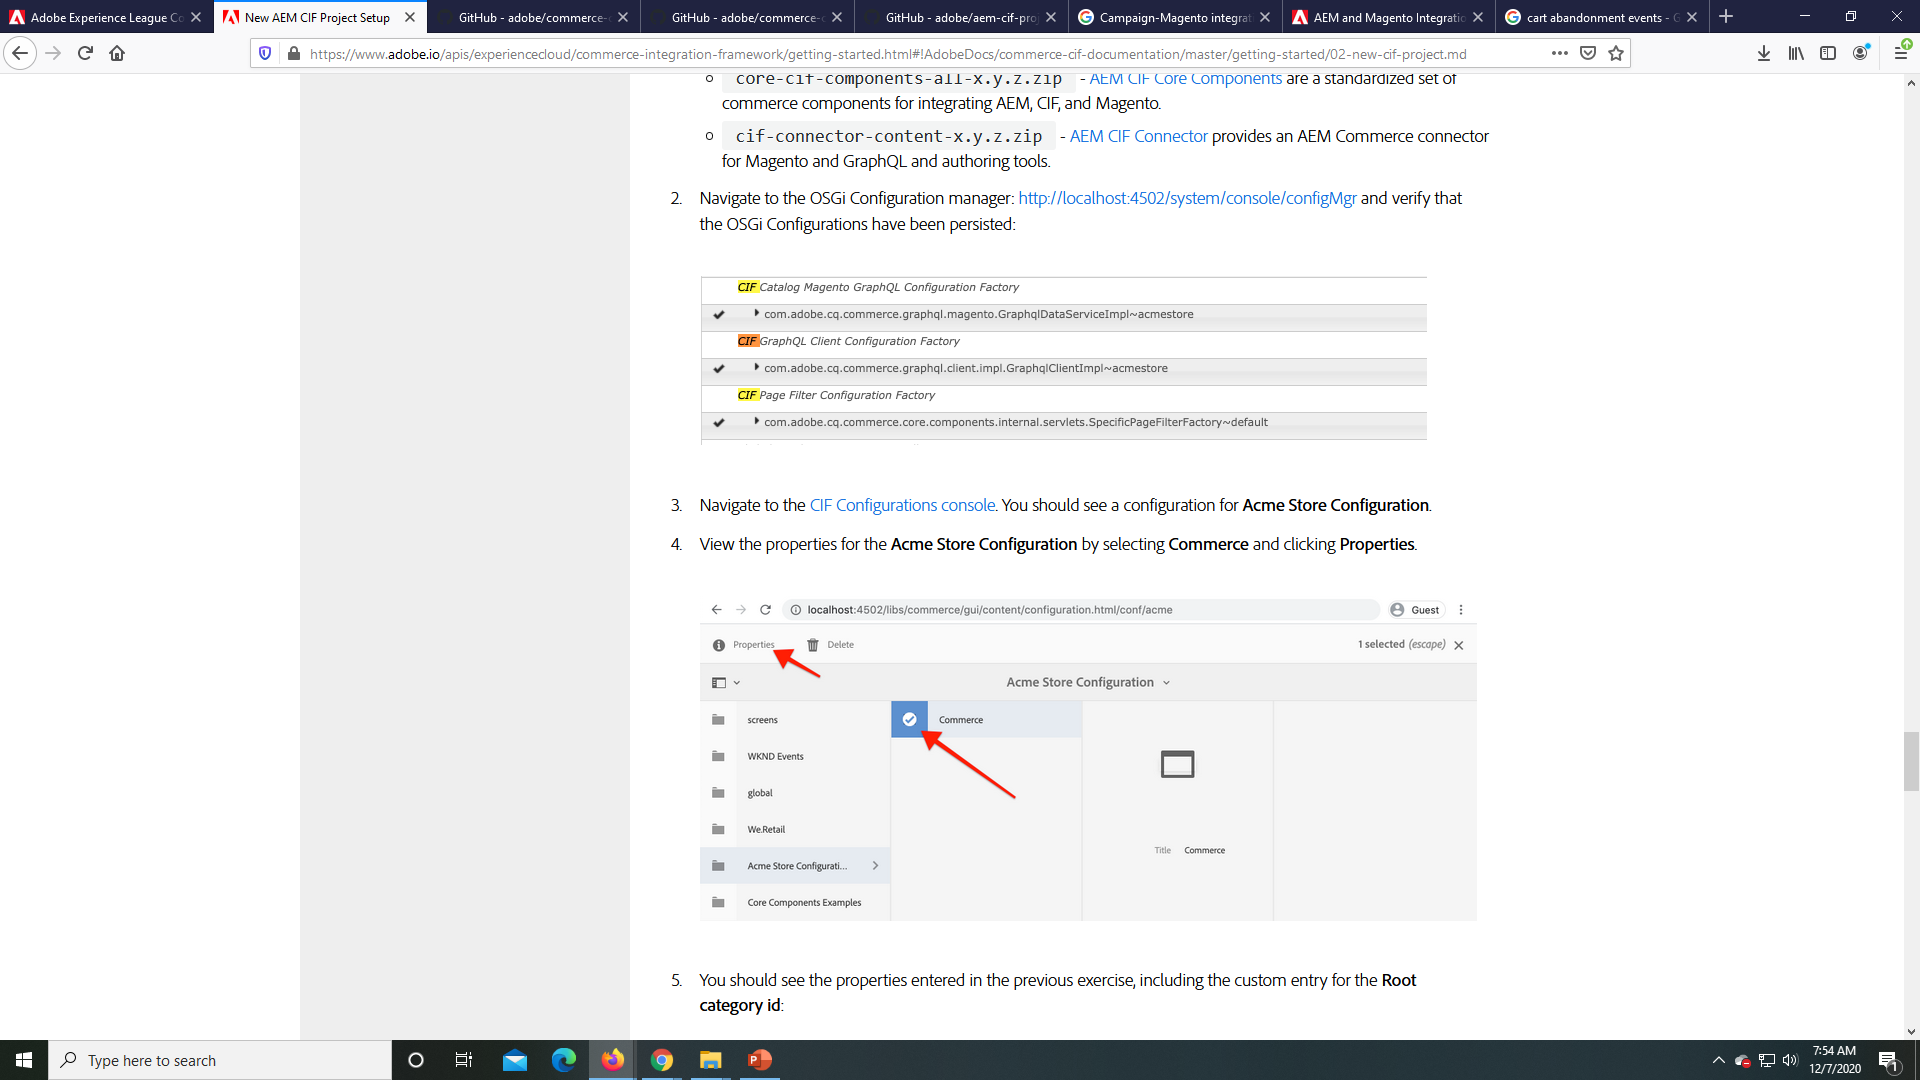 Adobe Experience League Co
New AEM CIF Project Setup
GitHub - adobe/commerce-
GitHub - adobe/commerce-c
GitHub - adobe/aem-cif-proj
Campaign-Magento integrat
AEM and Magento Integratio
cart abandonment events - G
https://www.adobe.io/apis/experiencecloud/commerce-integration-framework/getting-started.html#!AdobeDocs/commerce-cif-documentation/master/getting-started/02-new-cif-project.md
core-cif-components-all-x.y.z.zip - AEM CIF Core Components are a standardized set of
commerce components for integrating AEM, CIF, and Magento.
cif-connector-content-x.y.z.zip - AEM CIF Connector provides an AEM Commerce connector
for Magento and GraphQL and authoring tools.
2. Navigate to the OSGi Configuration manager: http://localhost:4502/system/console/configMgr and verify that
the OSGi Configurations have been persisted:
CIF Catalog Magento GraphQL Configuration Factory
com.adobe.cq.commerce.graphql.magento.GraphqlDataServiceImpl~acmestore
CIF GraphQL Client Configuration Factory
com.adobe.cq.commerce.graphql.client.impl.GraphqlClientImpl~acmestore
CIF Page Filter Configuration Factory
com.adobe.cq.commerce.core.components.internal.servlets.SpecificPageFilterFactory~default
3. Navigate to the CIF Configurations console. You should see a configuration for Acme Store Configuration.
4. View the properties for the Acme Store Configuration by selecting Commerce and clicking Properties.
localhost:4502/libs/commerce/gui/content/configuration.html/conf/acme
Guest
Properties
Delete
1 selected (escape)
Acme Store Configuration
screens
Commerce
WKND Events
global
We.Retail
Title Commerce
Acme Store Configurati...
Core Components Examples
5. You should see the properties entered in the previous exercise, including the custom entry for the Root
category id:
Type here to search
7:54 AM
12/7/2020
1